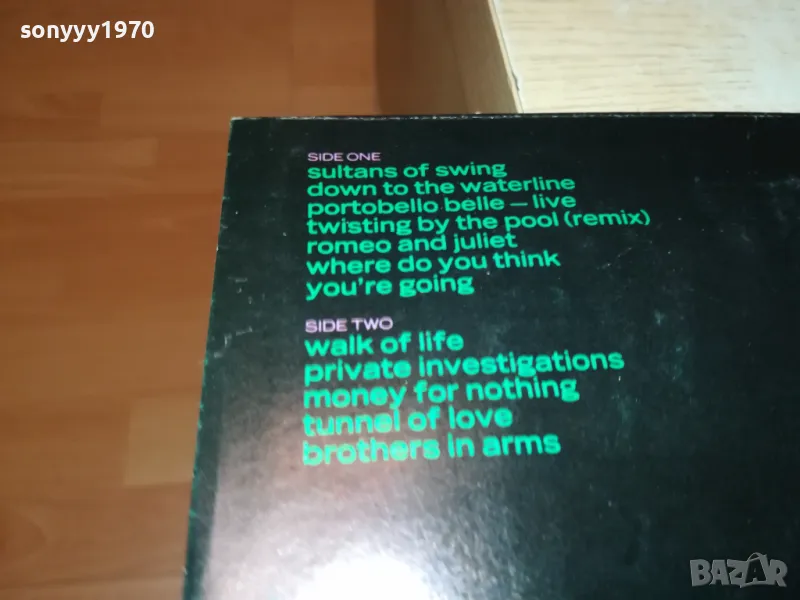 sonyyy1970
SIDE ONE
sultans of swing
down to the waterline
portobello belle – live
twisting by the pool (remix)
romeo and juliet
where do you think
you're going
SIDE TWO
walk of life
private investigations
money for nothing
tunnel of love
brothers in arms
BAZAR